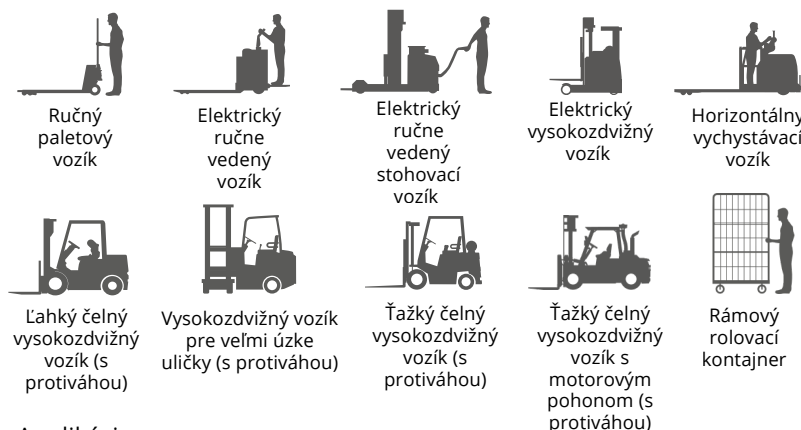 Ručný
paletový
vozík
Elektrický
ručne
vedený
vozík
Elektrický
ručne
vedený
stohovací
vozík
Elektrický
vysokozdvižný
vozík
Horizontálny
vychystávací
vozík
Ľahký čelný
vysokozdvižný
vozík (s
protiváhou)
Vysokozdvižný vozík
pre veľmi úzke
uličky (s protiváhou)
Ťažký čelný
vysokozdvižný
vozík (s
protiváhou)
Ťažký čelný
vysokozdvižný
vozík s
motorovým
pohonom (s
protiváhou)
Rámový
rolovací
kontajner